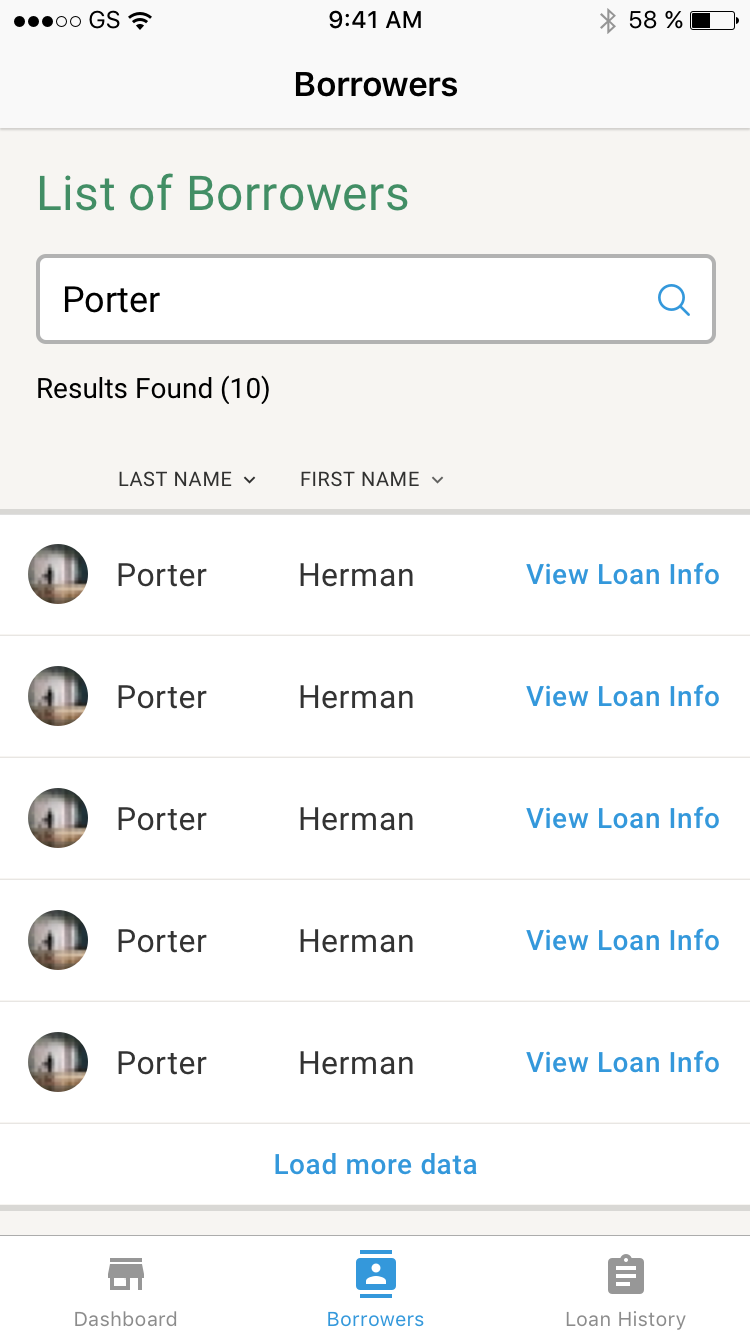 GS 9:41 AM 58 %
Borrowers
List of Borrowers
Porter
Results Found (10)
LAST NAME FIRST NAME
Porter Herman View Loan Info
Porter Herman View Loan Info
Porter Herman View Loan Info
Porter Herman View Loan Info
Porter Herman View Loan Info
Load more data
Dashboard Borrowers Loan History